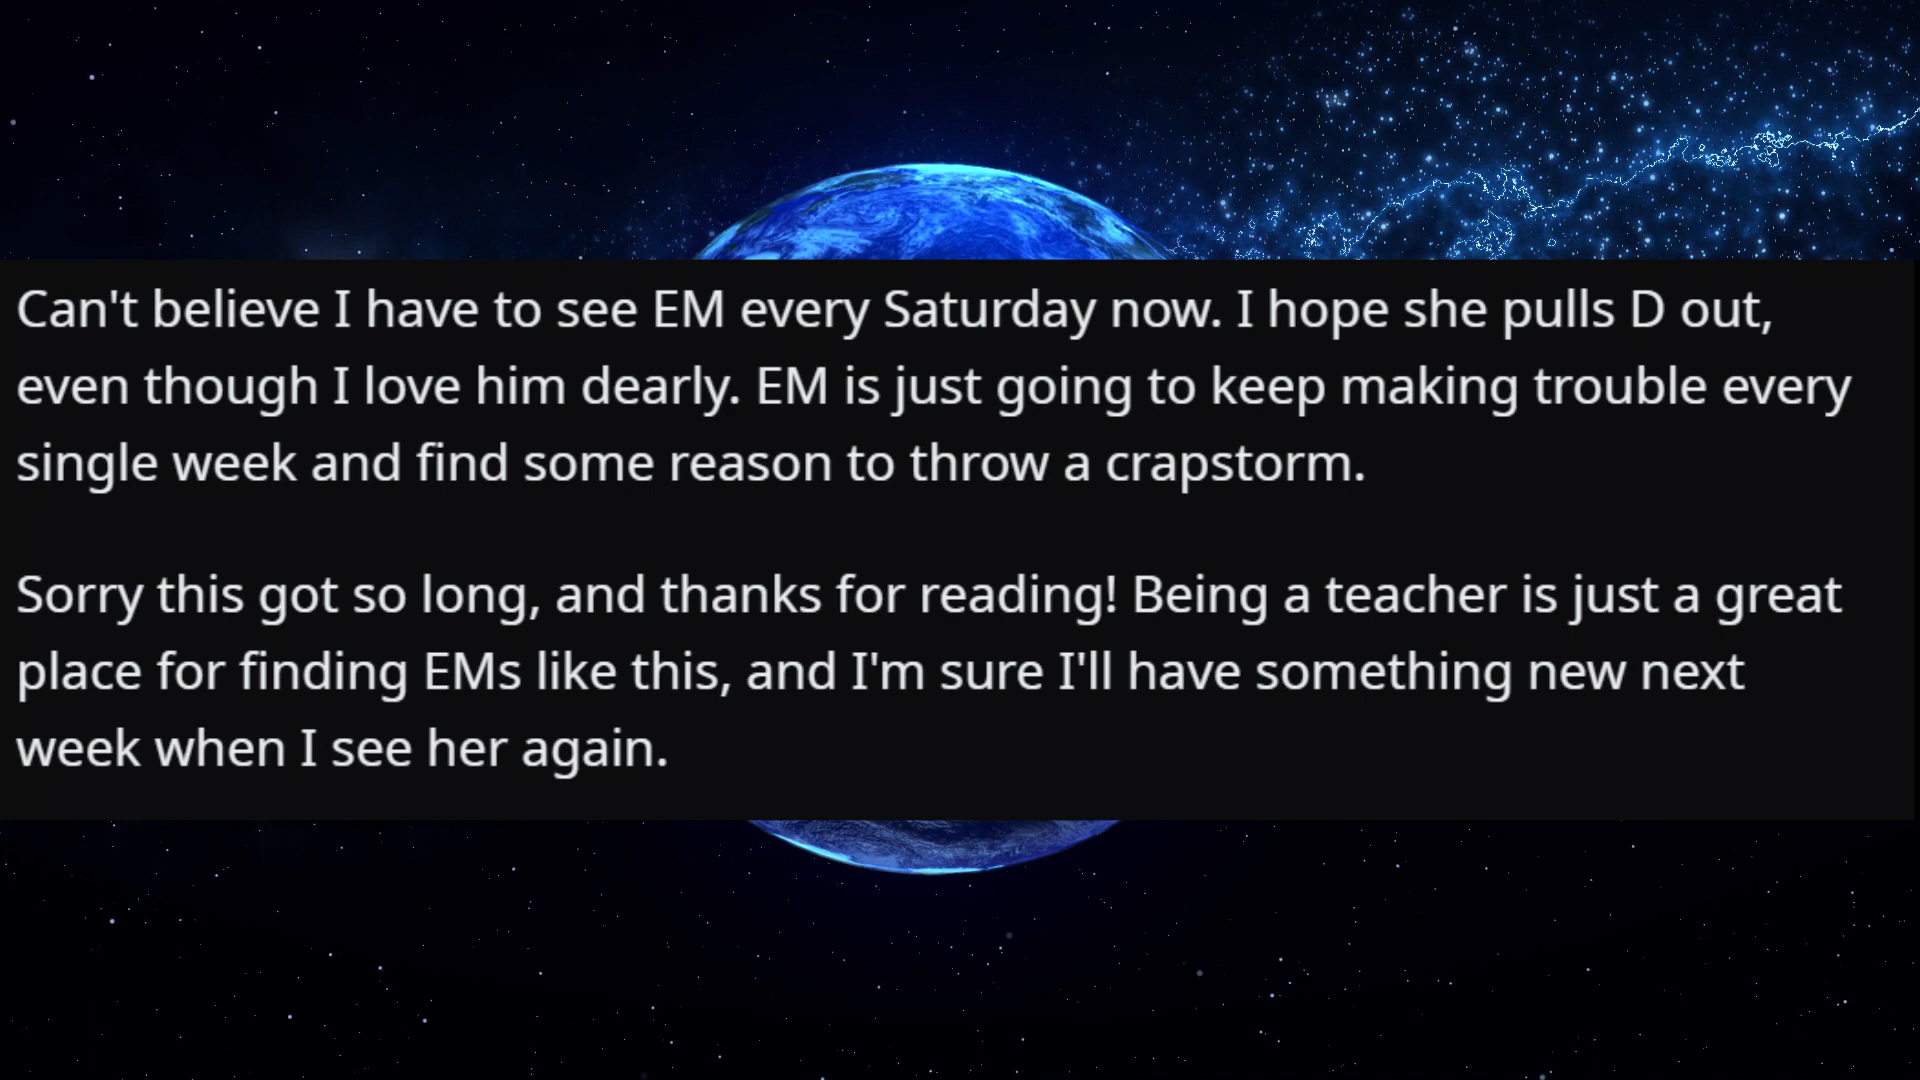 Can't believe I have to see EM every Saturday now. I hope she pulls D out,
even though I love him dearly. EM is just going to keep making trouble every
single week and find some reason to throw a crapstorm.
Sorry this got so long, and thanks for reading! Being a teacher is just a great
place for finding EMs like this, and I'm sure I'll have something new next
week when I see her again.